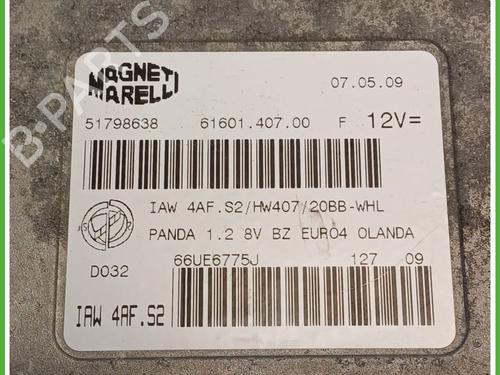 MAGNETI
MARELLI
07.05.09
51798638 61601.407.00 F 12V=
IAW 4AF.S2/HW407/20BB-WHL
PANDA 1.2 8V BZ EURO4 OLANDA
D032 66UE6775J 127 09
IAW 4AF.S2
B-PARTS